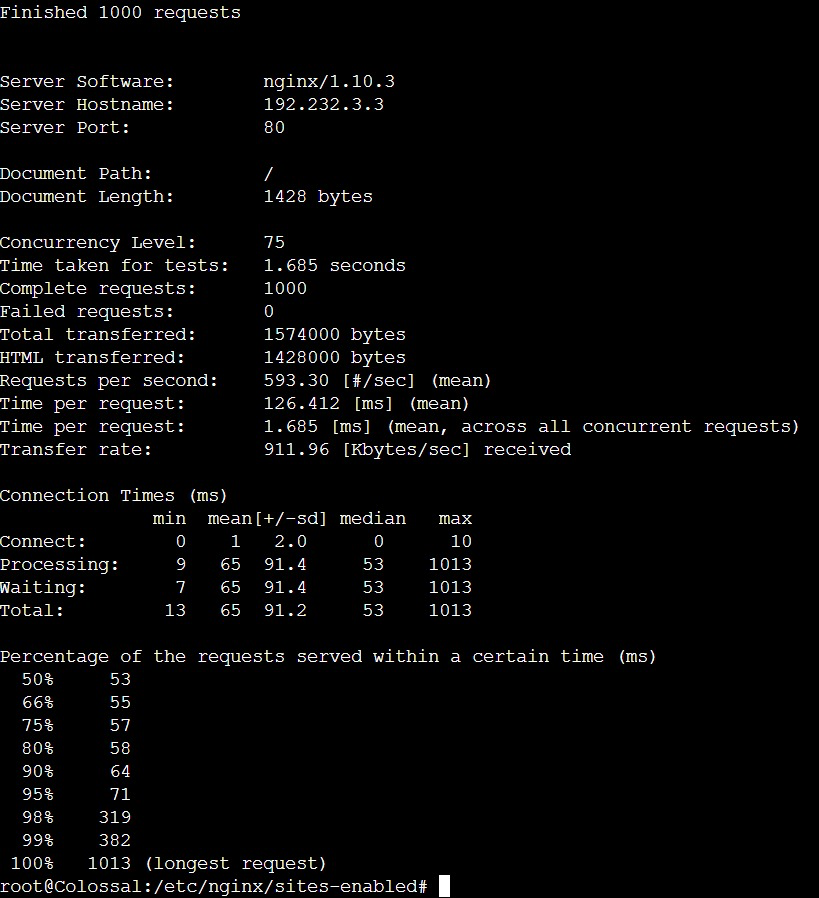 Finished 1000 requests
Server Software: nginx/1.10.3
Server Hostname: 192.232.3.3
Server Port: 80
Document Path: /
Document Length: 1428 bytes
Concurrency Level: 75
Time taken for tests: 1.685 seconds
Complete requests: 1000
Failed requests: 0
Total transferred: 1574000 bytes
HTML transferred: 1428000 bytes
Requests per second: 593.30 [#/sec] (mean)
Time per request: 126.412 [ms] (mean)
Time per request: 1.685 [ms] (mean, across all concurrent requests)
Transfer rate: 911.96 [Kbytes/sec] received
Connection Times (ms)
min mean[+/-sd] median max
Connect: 0 1 2.0 0 10
Processing: 9 65 91.4 53 1013
Waiting: 7 65 91.4 53 1013
Total: 13 65 91.2 53 1013
Percentage of the requests served within a certain time (ms)
50% 53
66% 55
75% 57
80% 58
90% 64
95% 71
98% 319
99% 382
100% 1013 (longest request)
root@Colossal:/etc/nginx/sites-enabled#